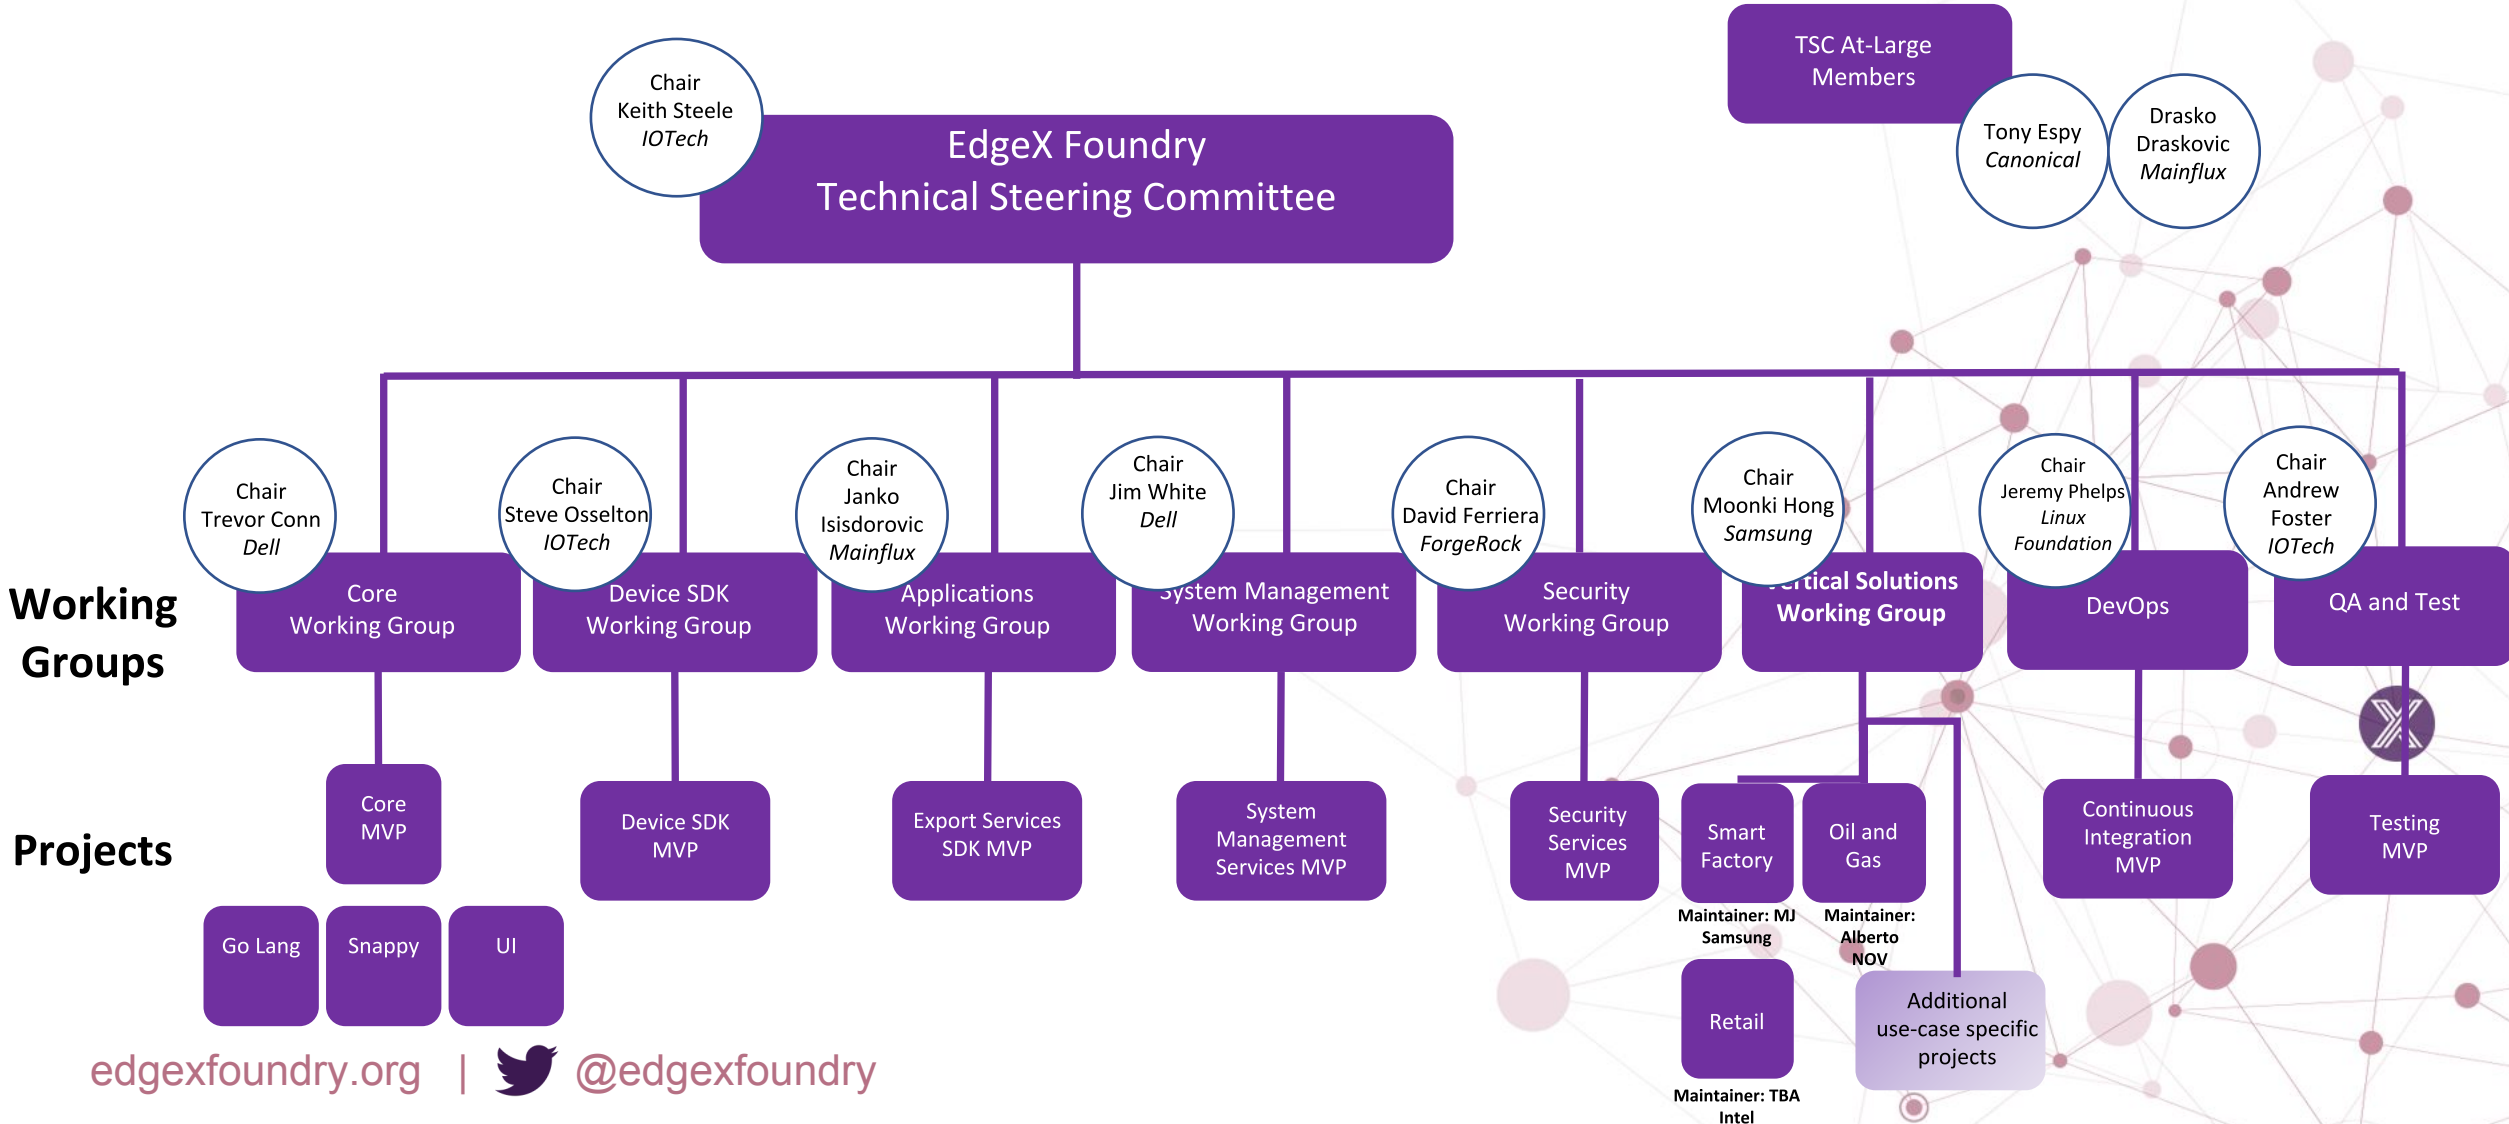 Chair
Keith Steele
IOTech
EdgeX Foundry
Technical Steering Committee
TSC At-Large
Members
Tony Espy
Canonical
Drasko
Draskovic
Mainflux
Chair
Trevor Conn
Dell
Chair
Steve Osselton
IOTech
Chair
Janko
Isisdorovic
Mainflux
Chair
Jim White
Dell
Chair
David Ferriera
ForgeRock
Chair
Moonki Hong
Samsung
Chair
Jeremy Phelps
Linux
Foundation
Chair
Andrew
Foster
IOTech
Working
Groups
Core
Working Group
Device SDK
Working Group
Applications
Working Group
System Management
Working Group
Security
Working Group
Vertical Solutions
Working Group
DevOps
QA and Test
Projects
Core
MVP
Device SDK
MVP
Export Services
SDK MVP
System
Management
Services MVP
Security
Services
MVP
Smart
Factory
Maintainer: MJ
Samsung
Oil and
Gas
Maintainer:
Alberto
NOV
Continuous
Integration
MVP
Testing
MVP
Go Lang
Snappy
UI
Retail
Maintainer: TBA
Intel
Additional
use-case specific
projects
edgexfoundry.org | @edgexfoundry